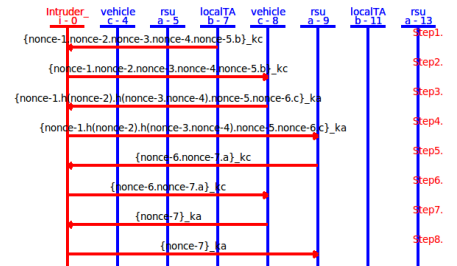 Intruder_ vehicle rsu localTA vehicle rsu localTA rsu
i - 0 c - 4 a - 5 b - 7 c - 8 a - 9 b - 11 a - 13
Step1.
{nonce-1.nonce-2.nonce-3.nonce-4.nonce-5.b}_kc
Step2.
{nonce-1.nonce-2.nonce-3.nonce-4.nonce-5.b}_kc
Step3.
{nonce-1.h(nonce-2).h(nonce-3.nonce-4).nonce-5.nonce-6.c}_ka
Step4.
{nonce-1.h(nonce-2).h(nonce-3.nonce-4).nonce-5.nonce-6.c}_ka
Step5.
{nonce-6.nonce-7.a}_kc
Step6.
{nonce-6.nonce-7.a}_kc
Step7.
{nonce-7}_ka
Step8.
{nonce-7}_ka